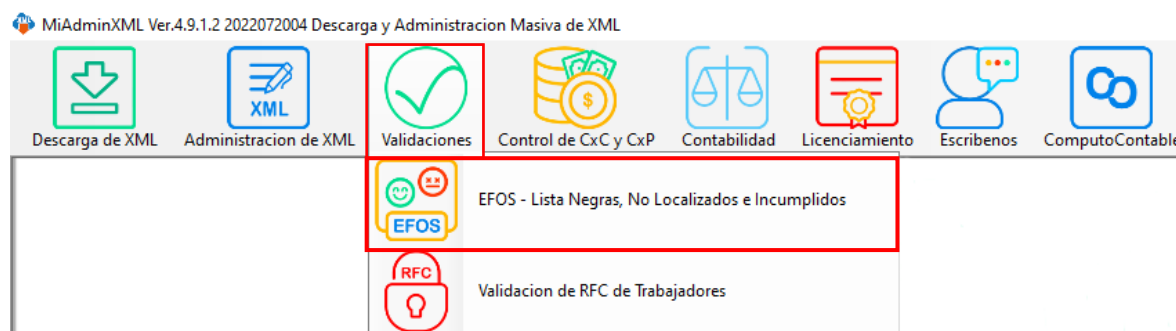 MiAdminXML Ver.4.9.1.2 2022072004 Descarga y Administracion Masiva de XML
XML
$
Descarga de XML Administracion de XML Validaciones Control de CxC y CxP Contabilidad Licenciamiento Escribenos ComputoContable
EFOS - Lista Negras, No Localizados e Incumplidos
EFOS
RFC
Validacion de RFC de Trabajadores